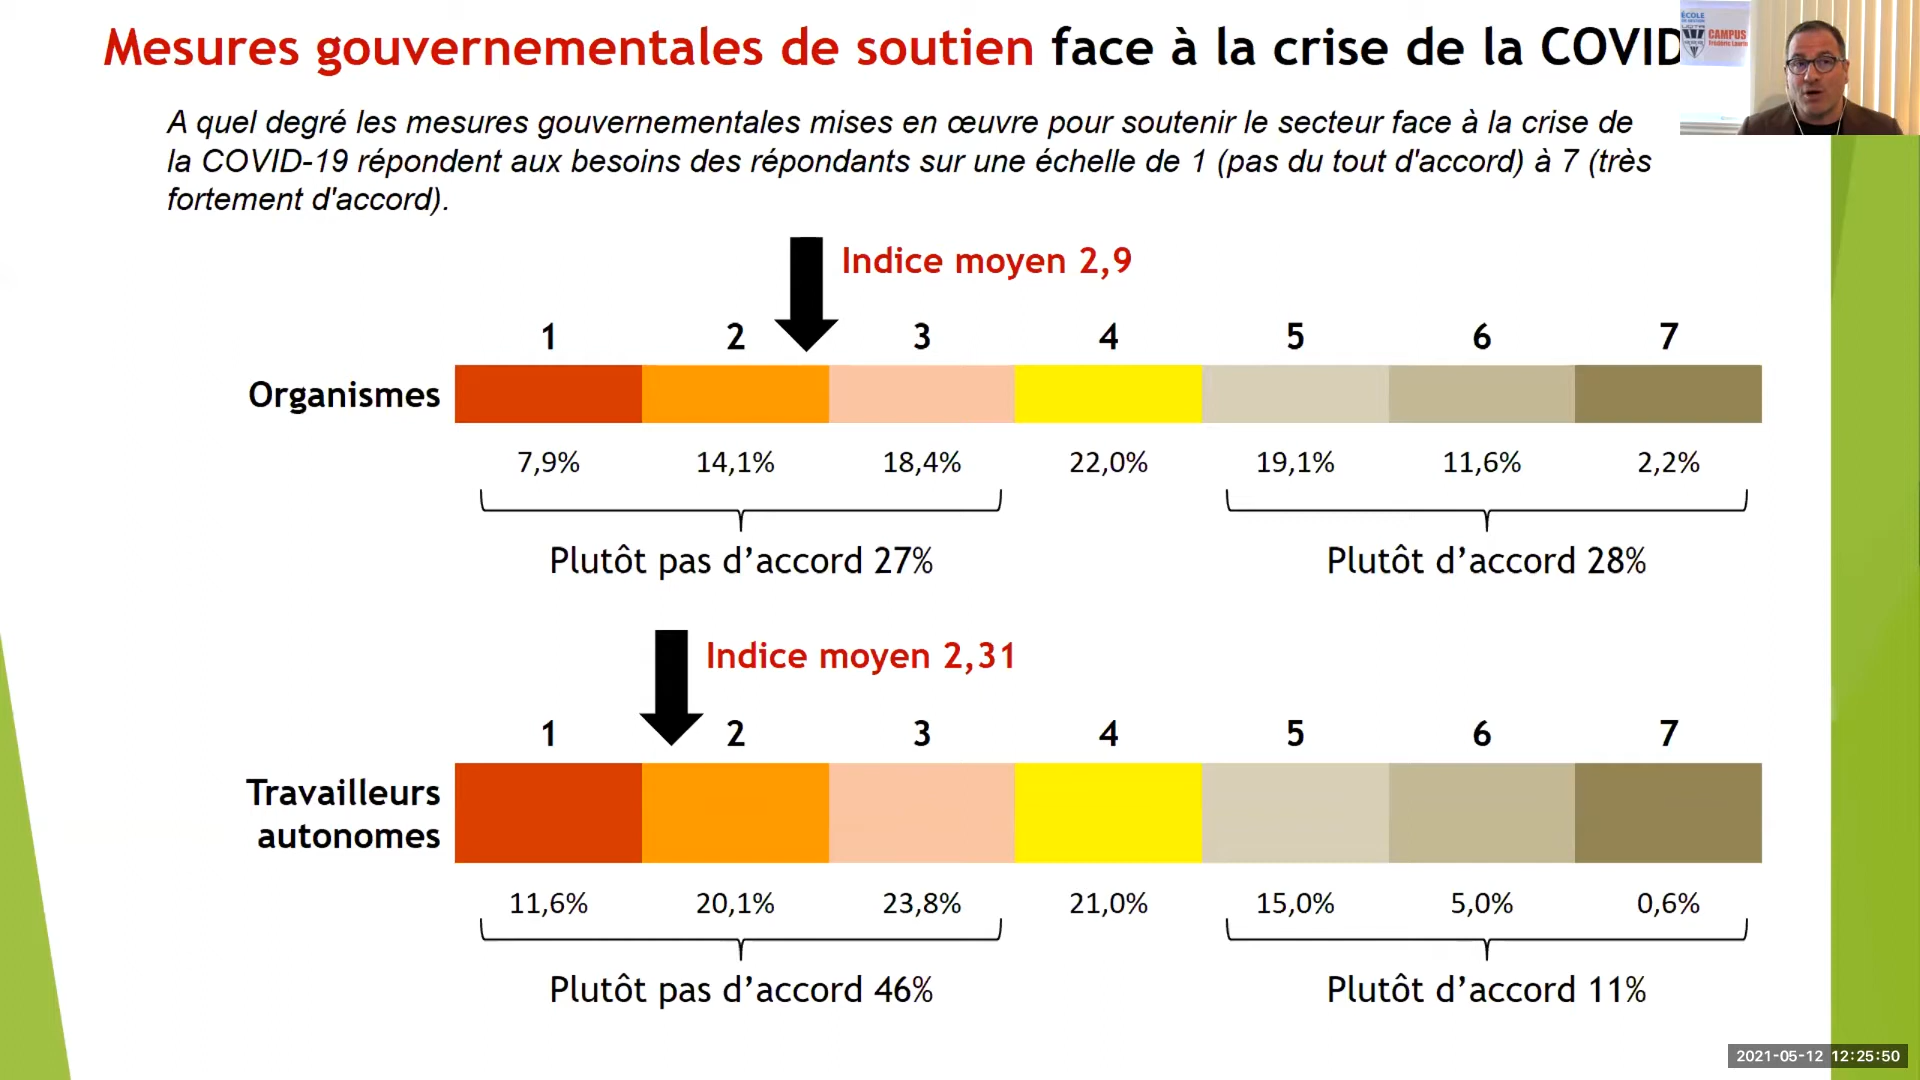 Mesures gouvernementales de soutien face à la crise de la COVID
A quel degré les mesures gouvernementales mises en œuvre pour soutenir le secteur face à la crise de
la COVID-19 répondent aux besoins des répondants sur une échelle de 1 (pas du tout d'accord) à 7 (très
fortement d'accord).
ÉCOLE
CAMPUS
Indice moyen 2,9
1 2 3 4 5 6 7
Organismes
7,9% 14,1% 18,4% 22,0% 19,1% 11,6% 2,2%
Plutôt pas d’accord 27% Plutôt d’accord 28%
Indice moyen 2,31
1 2 3 4 5 6 7
Travailleurs
autonomes
11,6% 20,1% 23,8% 21,0% 15,0% 5,0% 0,6%
Plutôt pas d’accord 46% Plutôt d’accord 11%
2021-05-12 12:25:50